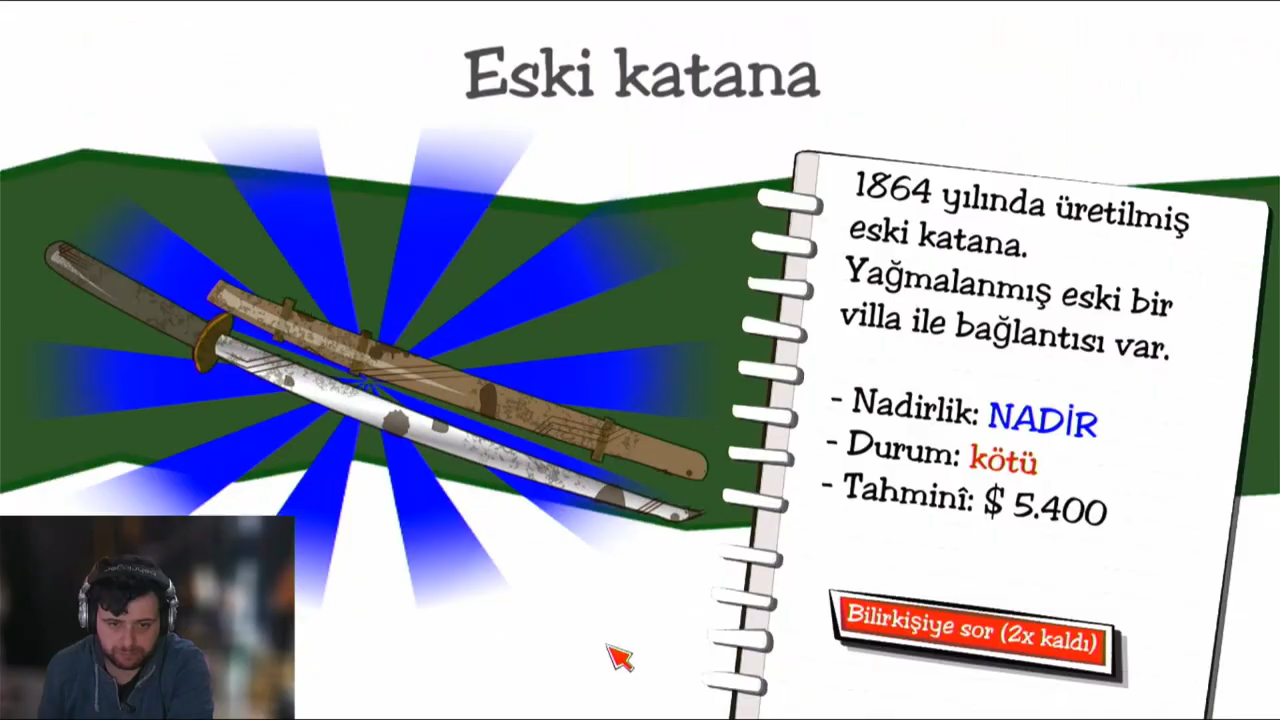 Eski katana
1864 yılında üretilmiş
eski katana.
Yağmalanmış eski bir
villa ile bağlantısı var.
- Nadirlik: NADİR
- Durum: kötü
- Tahminî: $ 5.400
Bilirkişiye sor (2x kaldı)